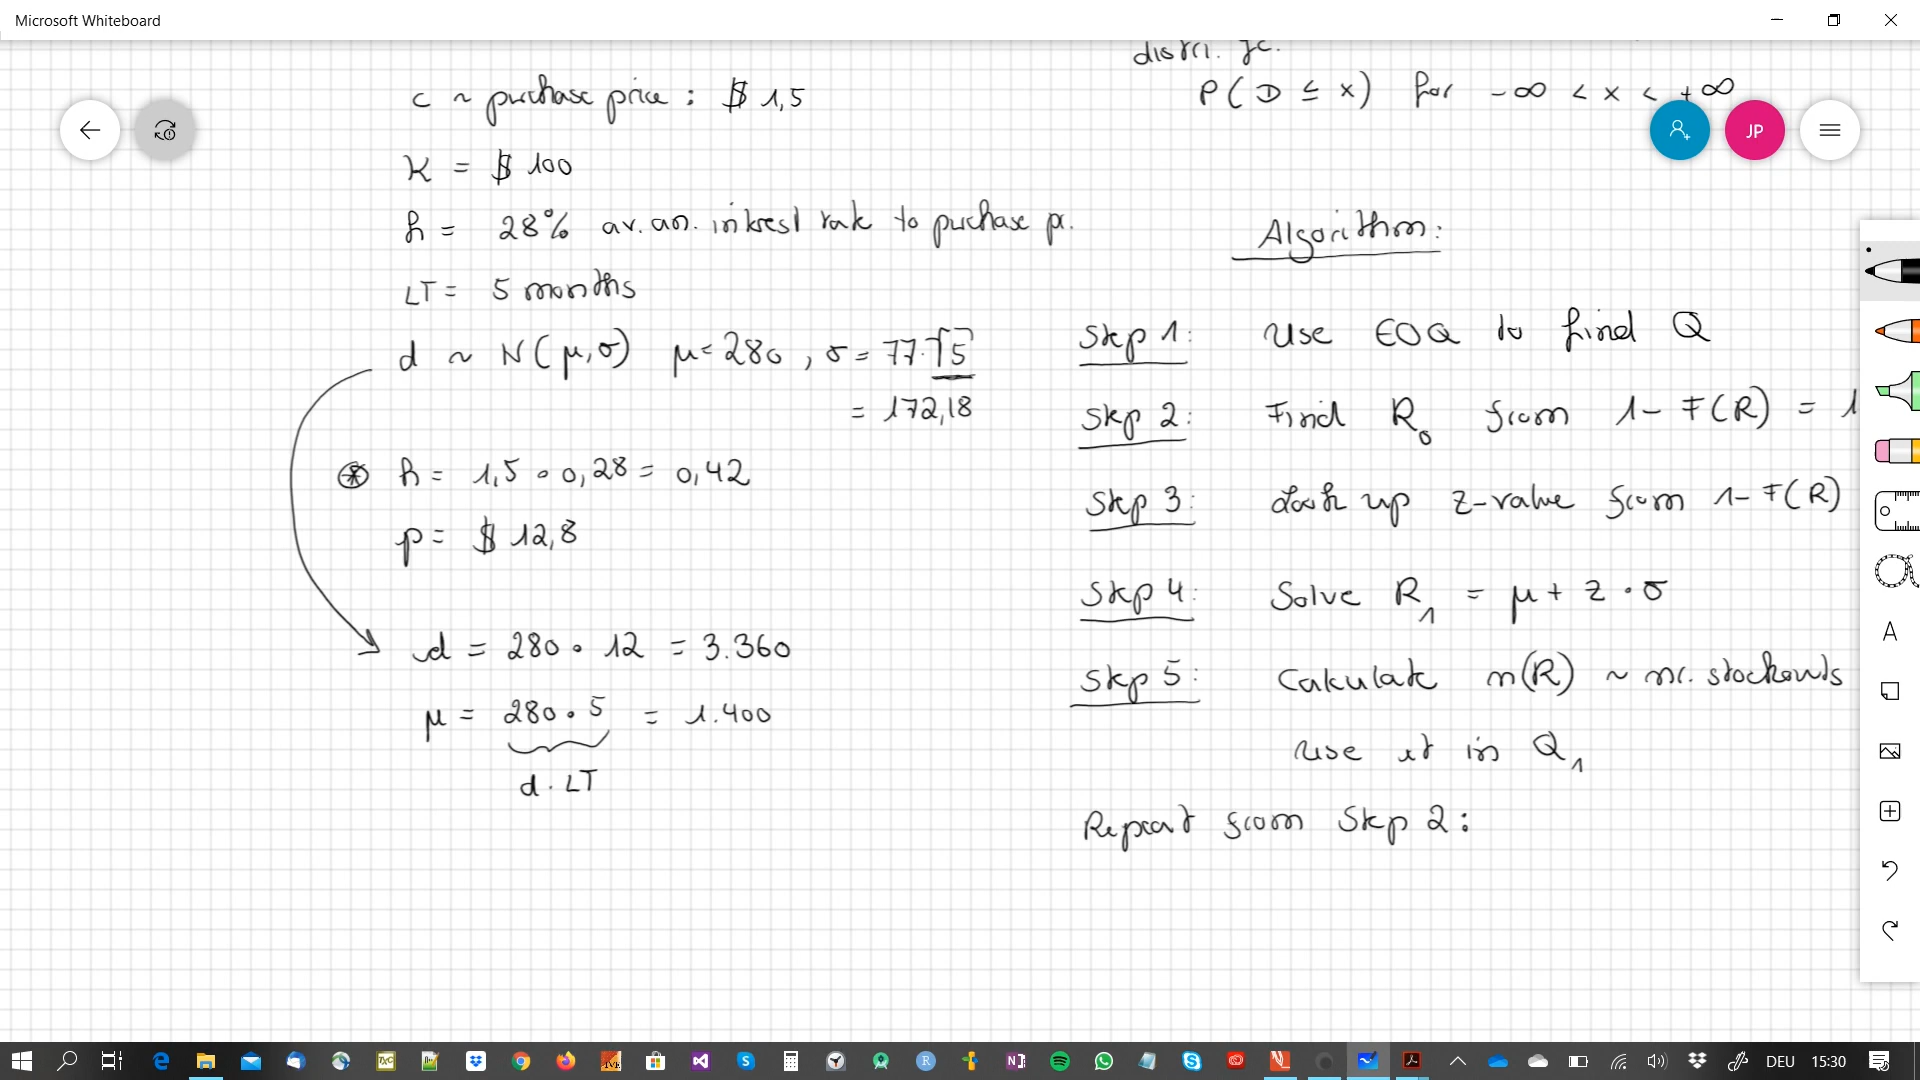 Microsoft Whiteboard
c ~ purchase price : $ 1,5
K = $ 100
h = 28% av. an. interest rate to purchase pr.
LT = 5 months
d ~ N(μ,σ) μ= 280 , σ = 77·√5
= 172,18
⊛ h = 1,5 · 0,28 = 0,42
p = $ 12,8
d = 280 · 12 = 3.360
μ = 280 · 5 = 1.400
d · LT
distri. fc.
P(D ≤ x) for -∞ < x < +∞
JP
Algorithm:
Step 1: Use EOQ to find Q
Step 2: Find R₀ from 1- F(R) = 1
Step 3: Look up z-value from 1- F(R)
Step 4: Solve R₁ = μ + z · σ
Step 5: Calculate n(R) ~ nr. stockouts
use it in Q₁
Repeat from Step 2:
A
DEU 15:30